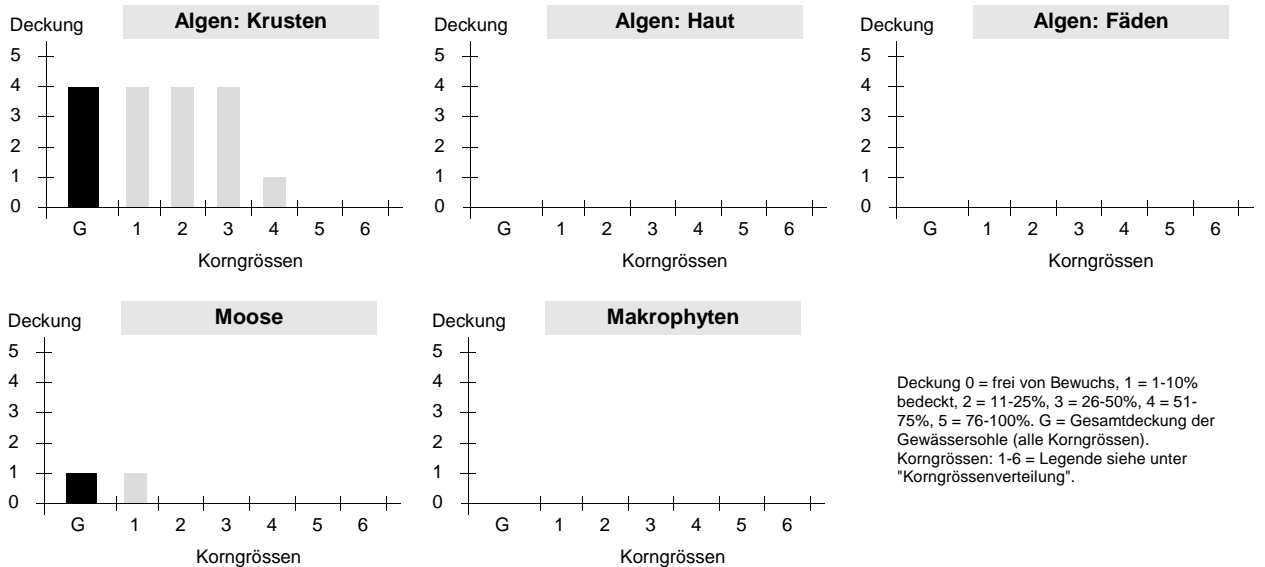 Deckung
Algen: Krusten
5
4
3
2
1
0
G 1 2 3 4 5 6
Korngrössen
Deckung
Algen: Haut
5
4
3
2
1
0
G 1 2 3 4 5 6
Korngrössen
Deckung
Algen: Fäden
5
4
3
2
1
0
G 1 2 3 4 5 6
Korngrössen
Deckung
Moose
5
4
3
2
1
0
G 1 2 3 4 5 6
Korngrössen
Deckung
Makrophyten
5
4
3
2
1
0
G 1 2 3 4 5 6
Korngrössen
Deckung 0 = frei von Bewuchs, 1 = 1-10%
bedeckt, 2 = 11-25%, 3 = 26-50%, 4 = 51-
75%, 5 = 76-100%. G = Gesamtdeckung der
Gewässersohle (alle Korngrössen).
Korngrössen: 1-6 = Legende siehe unter
"Korngrössenverteilung".